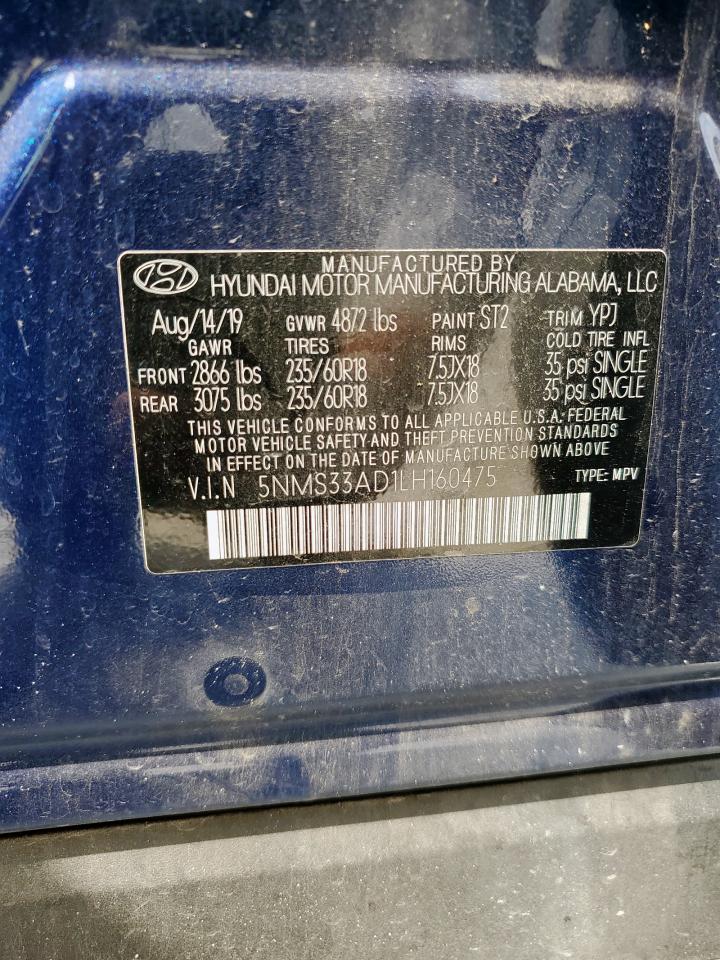 MANUFACTURED BY
HYUNDAI MOTOR MANUFACTURING ALABAMA, LLC
Aug/14/19 GVWR 4872 lbs PAINT ST2 TRIM YPJ
GAWR TIRES RIMS COLD TIRE INFL
FRONT 2866 lbs 235/60R18 7.5JX18 35 psi SINGLE
REAR 3075 lbs 235/60R18 7.5JX18 35 psi SINGLE
THIS VEHICLE CONFORMS TO ALL APPLICABLE U.S.A. FEDERAL
MOTOR VEHICLE SAFETY AND THEFT PREVENTION STANDARDS
IN EFFECT ON THE DATE OF MANUFACTURE SHOWN ABOVE
V.I.N 5NMS33AD1LH160475 TYPE: MPV